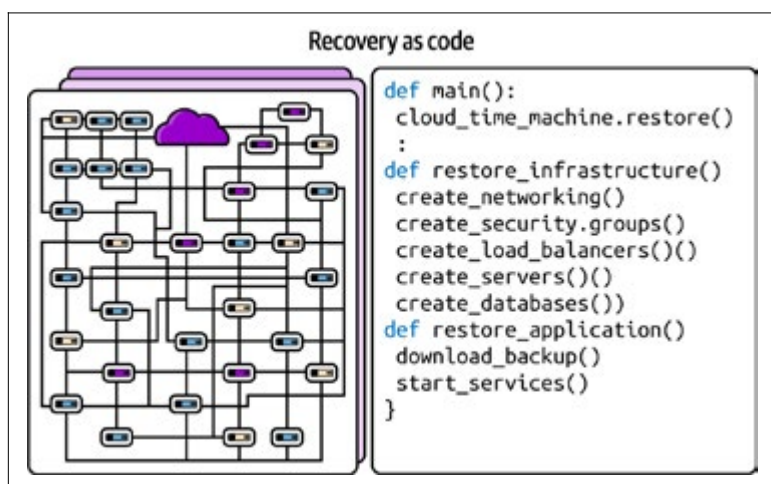 Recovery as code
def main():
cloud_time_machine.restore()
:
def restore_infrastructure()
create_networking()
create_security.groups()
create_load_balancers()()
create_servers()()
create_databases())
def restore_application()
download_backup()
start_services()
}